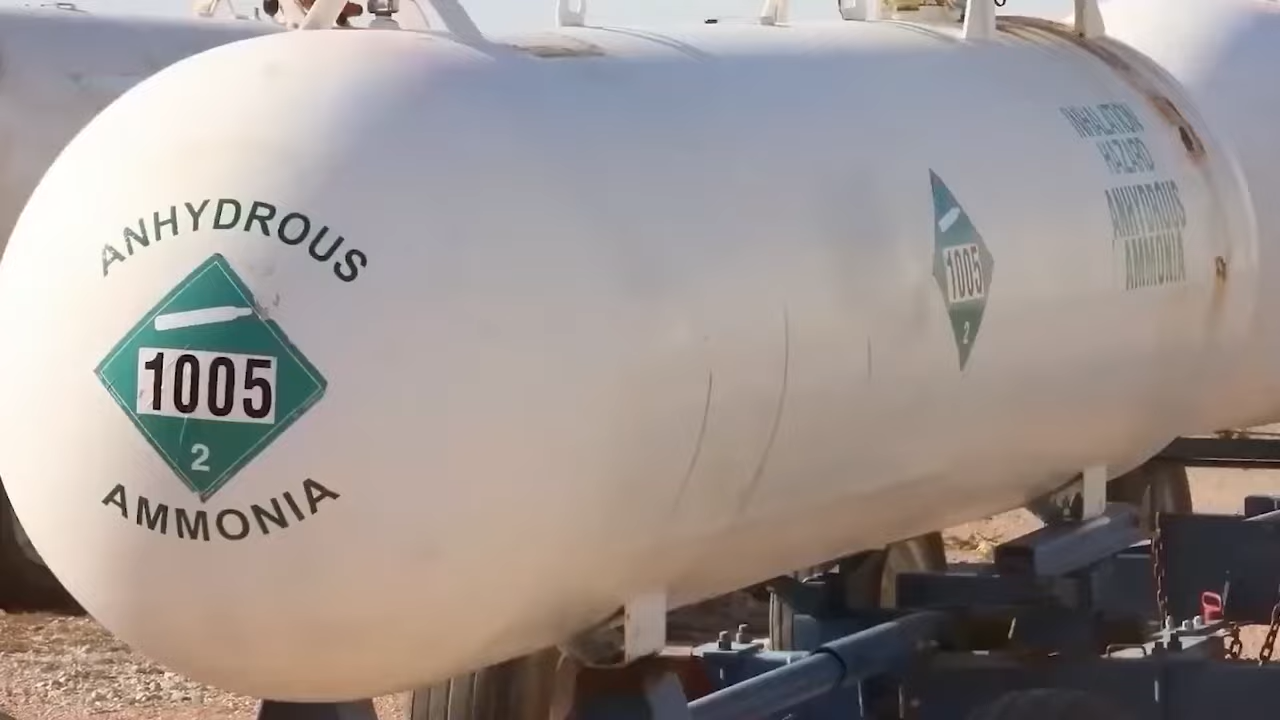 ANHYDROUS
1005
2
AMMONIA
1005
2
INHALATION
HAZARD
ANHYDROUS
AMMONIA